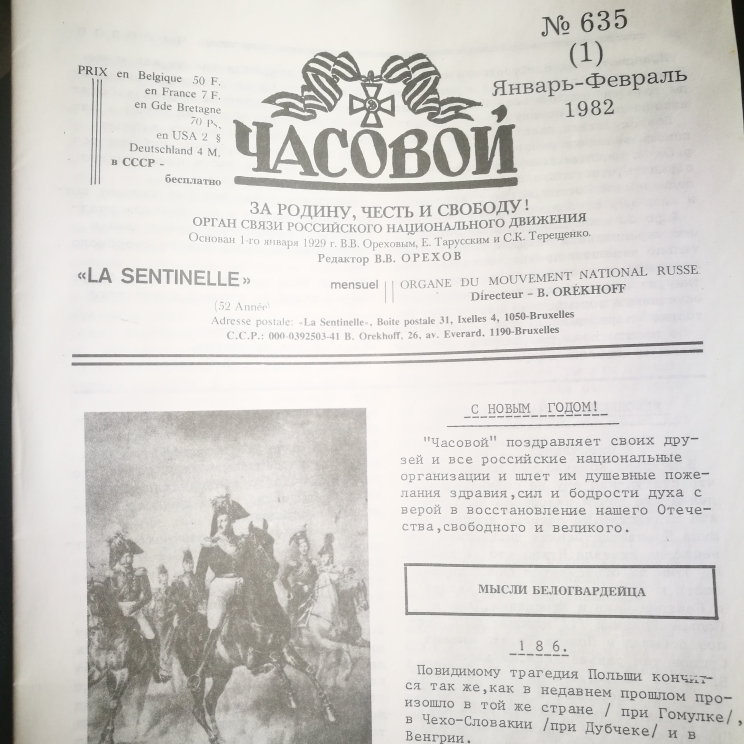 № 635
(1)
Январь-Февраль
1982
PRIX en Belgique 50 F.
en France 7 F.
en Gde Bretagne
70 Ps,
en USA 2 §
Deutschland 4 M.
в СССР -
бесплатно
ЧАСОВОЙ
ЗА РОДИНУ, ЧЕСТЬ И СВОБОДУ!
ОРГАН СВЯЗИ РОССИЙСКОГО НАЦИОНАЛЬНОГО ДВИЖЕНИЯ
Основан 1-го января 1929 г. В.В. Ореховым, Е. Тарусским и С.К. Терещенко.
Редактор В.В. ОРЕХОВ
«LA SENTINELLE»
(52 Année)
mensuel
ORGANE DU MOUVEMENT NATIONAL RUSSE
Directeur – B. OREKHOFF
Adresse postale: «La Sentinelle», Boite postale 31, Ixelles 4, 1050-Bruxelles
C.C.P.: 000-0392503-41 B. Orekhoff, 26, av. Everard, 1190-Bruxelles
С НОВЫМ ГОДОМ!
"Часовой" поздравляет своих дру-
зей и все российские национальные
организации и шлет им душевные поже-
лания здравия,сил и бодрости духа с
верой в восстановление нашего Отече-
ства,свободного и великого.
МЫСЛИ БЕЛОГВАРДЕЙЦА
186.
Повидимому трагедия Польши кончит-
ся так же,как в недавнем прошлом про-
изошло в той же стране / при Гомулке/,
в Чехо-Словакии /при Дубчеке/ и в
Венгрии.